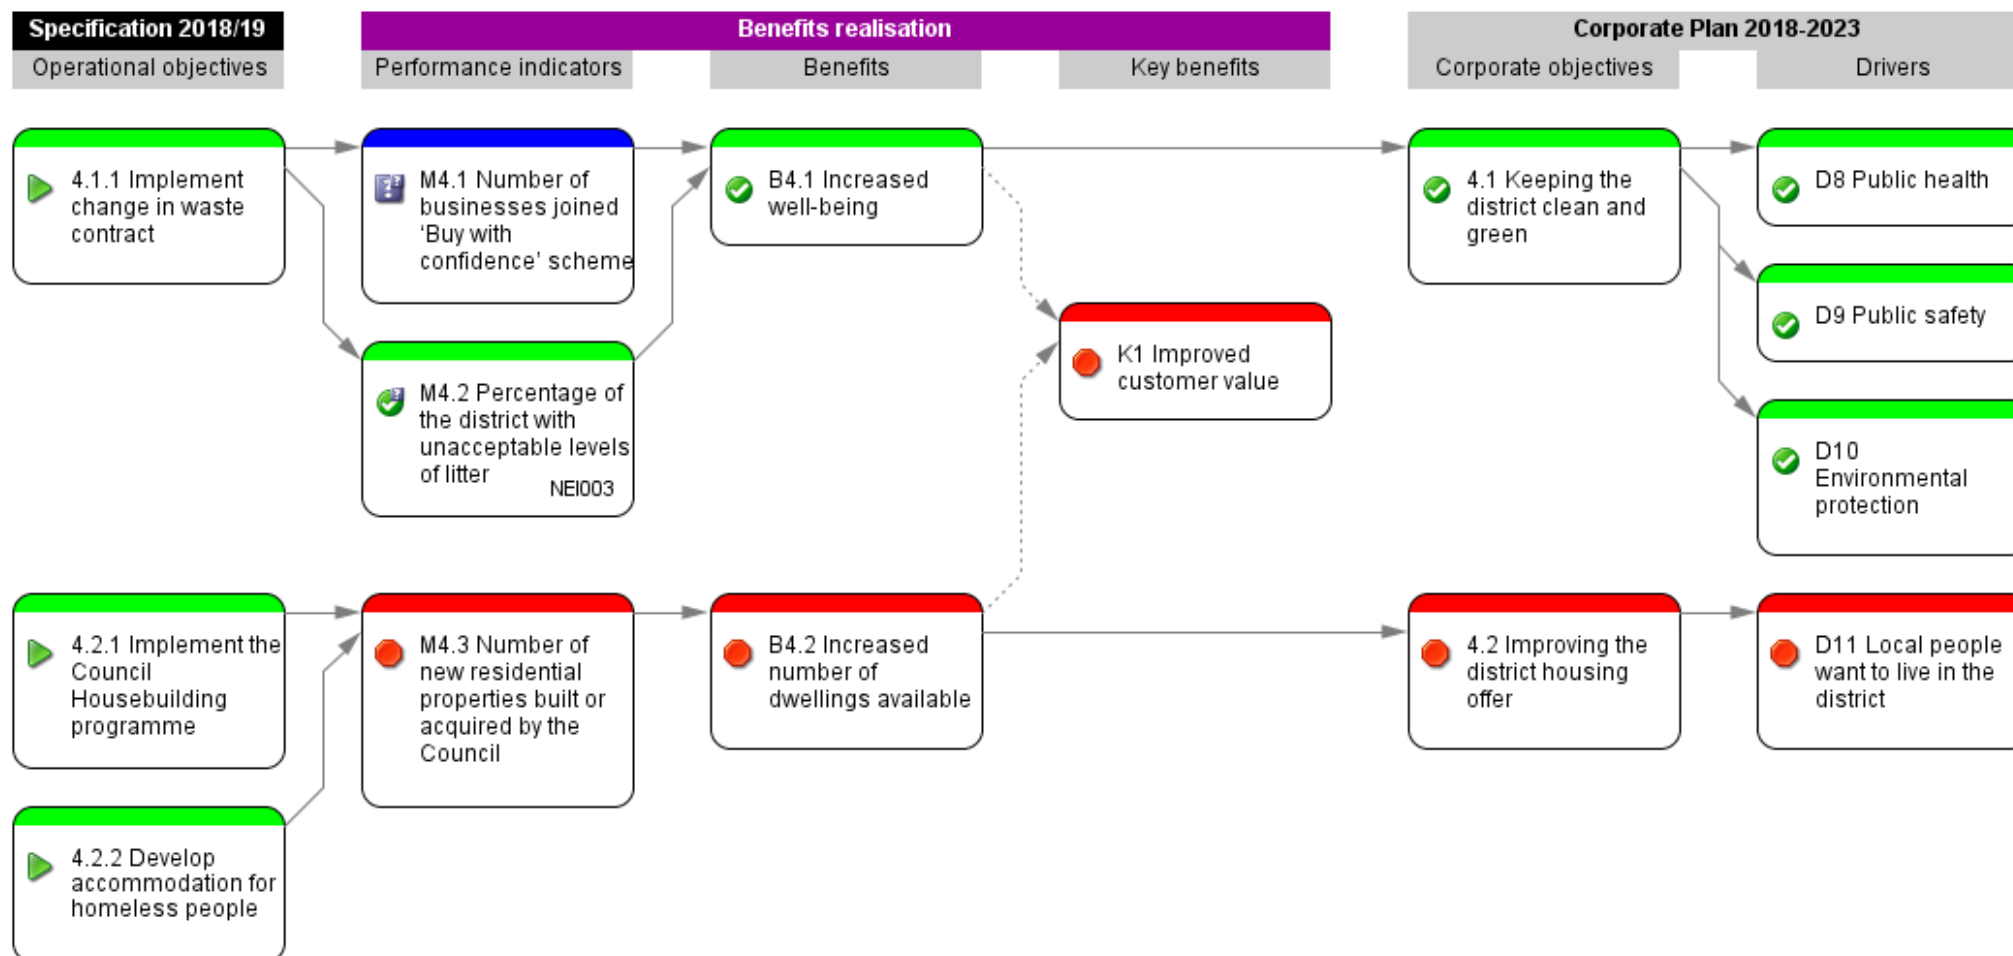 Specification 2018/19
Benefits realisation
Corporate Plan 2018-2023
Operational objectives
Performance indicators
Benefits
Key benefits
Corporate objectives
Drivers
4.1.1 Implement
change in waste
contract
M4.1 Number of
businesses joined
‘Buy with
confidence’ scheme
B4.1 Increased
well-being
4.1 Keeping the
district clean and
green
D8 Public health
D9 Public safety
K1 Improved
customer value
M4.2 Percentage of
the district with
unacceptable levels
of litter
NEI003
D10
Environmental
protection
4.2.1 Implement the
Council
Housebuilding
programme
M4.3 Number of
new residential
properties built or
acquired by the
Council
B4.2 Increased
number of
dwellings available
4.2 Improving the
district housing
offer
D11 Local people
want to live in the
district
4.2.2 Develop
accommodation for
homeless people